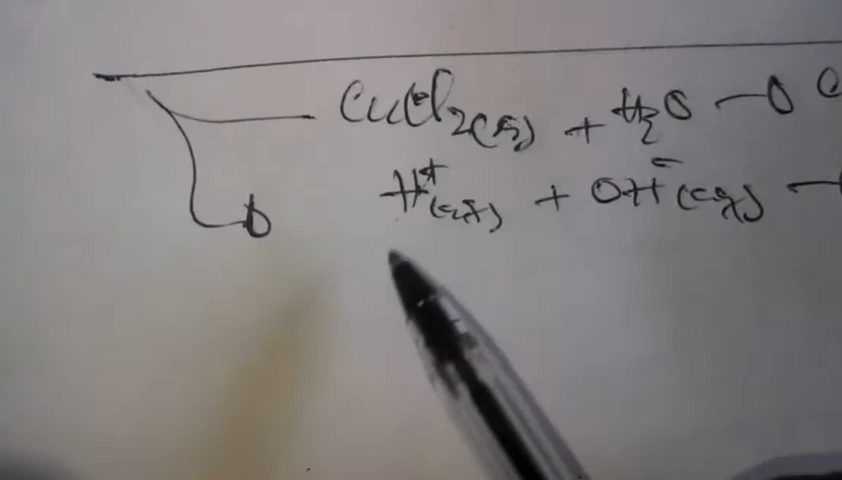 CuCl₂(s) + H₂O → C
H⁺(aq) + OH⁻(aq) →